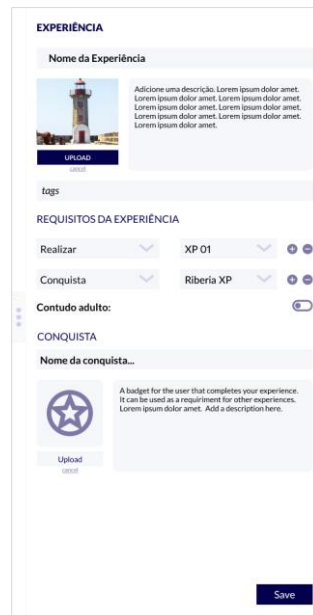 EXPERIÊNCIA
Nome da Experiência
Adicione uma descrição. Lorem ipsum dolor amet.
Lorem ipsum dolor amet. Lorem ipsum dolor amet.
Lorem ipsum dolor amet. Lorem ipsum dolor amet.
Lorem ipsum dolor amet. Lorem ipsum dolor amet.
Lorem ipsum dolor amet.
UPLOAD
cancel
tags
REQUISITOS DA EXPERIÊNCIA
Realizar XP 01
Conquista Riberia XP
Contudo adulto:
CONQUISTA
Nome da conquista...
A badget for the user that completes your experience.
It can be used as a requiriment for other experiences.
Lorem ipsum dolor amet. Add a description here.
Upload
cancel
Save